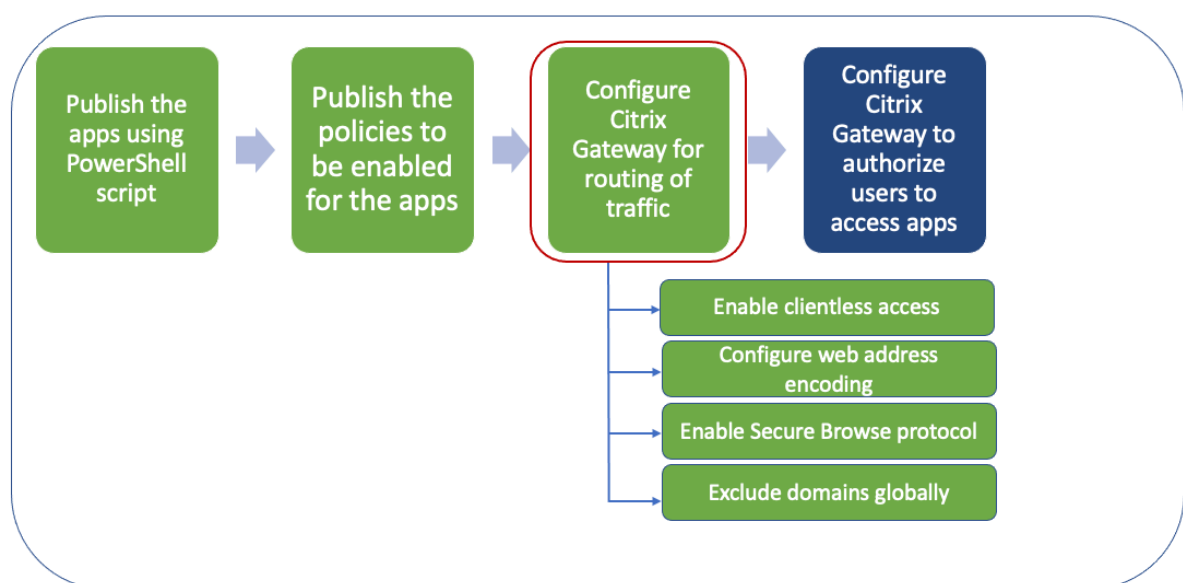 Publish the
apps using
PowerShell
script
Publish the
policies to
be enabled
for the apps
Configure
Citrix
Gateway for
routing of
traffic
Configure
Citrix
Gateway to
authorize
users to
access apps
Enable clientless access
Configure web address
encoding
Enable Secure Browse protocol
Exclude domains globally